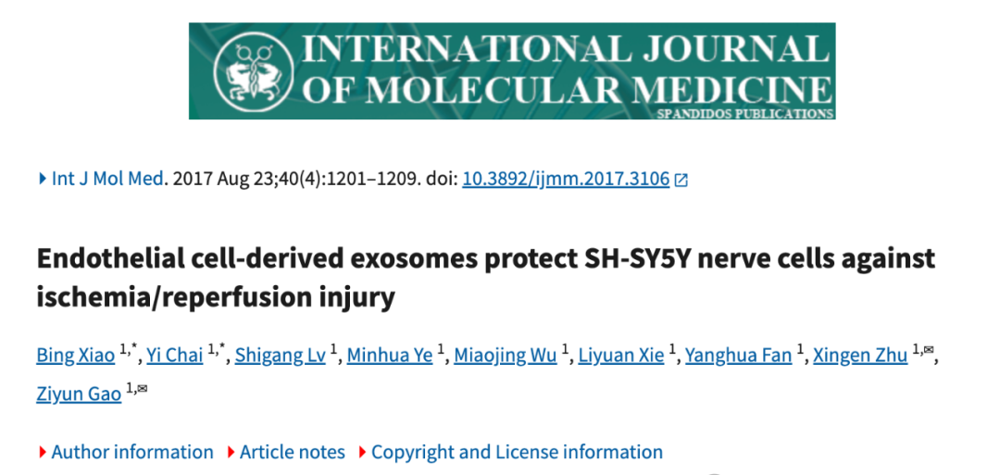 INTERNATIONAL JOURNAL
OF MOLECULAR MEDICINE
SPANDIDOS PUBLICATIONS
Int J Mol Med. 2017 Aug 23;40(4):1201–1209. doi: 10.3892/ijmm.2017.3106
Endothelial cell-derived exosomes protect SH-SY5Y nerve cells against
ischemia/reperfusion injury
Bing Xiao 1,*, Yi Chai 1,*, Shigang Lv 1, Minhua Ye 1, Miaojing Wu 1, Liyuan Xie 1, Yanghua Fan 1, Xingen Zhu 1,✉,
Ziyun Gao 1,✉
Author information Article notes Copyright and License information